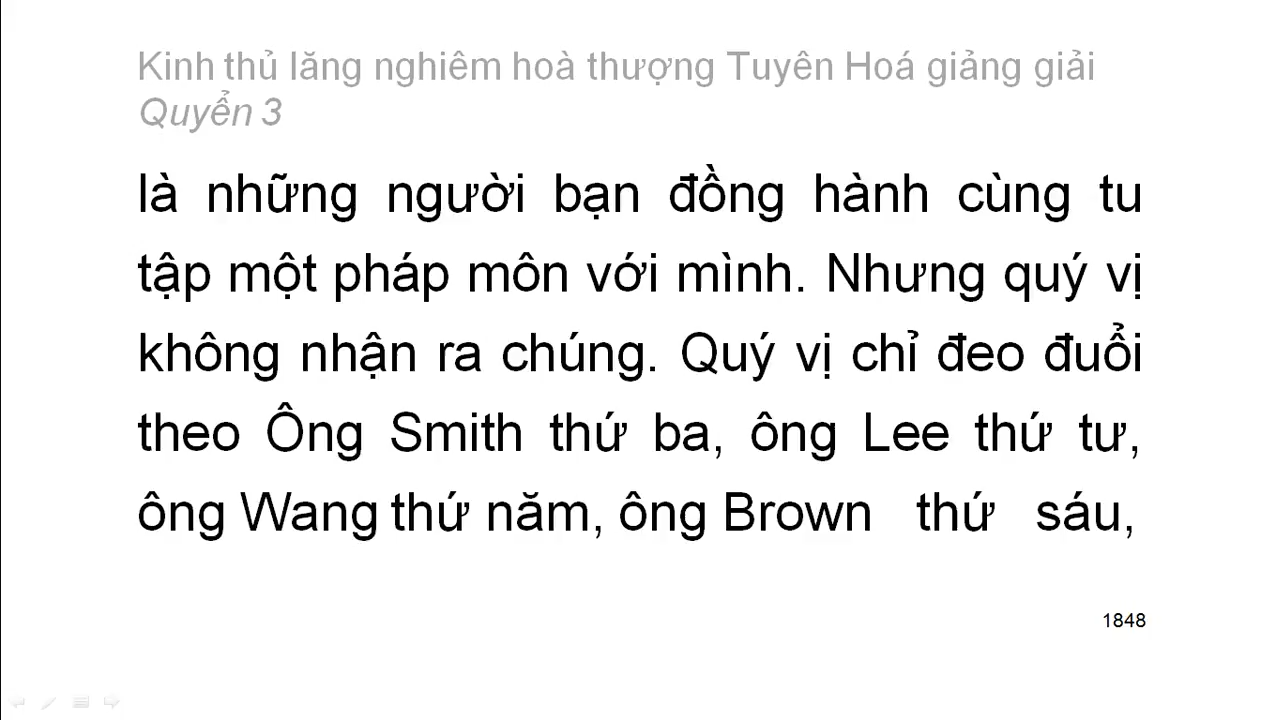 Kinh thủ lăng nghiêm hoà thượng Tuyên Hoá giảng giải
Quyển 3
là những người bạn đồng hành cùng tu
tập một pháp môn với mình. Nhưng quý vị
không nhận ra chúng. Quý vị chỉ đeo đuổi
theo Ông Smith thứ ba, ông Lee thứ tư,
ông Wang thứ năm, ông Brown thứ sáu,
1848